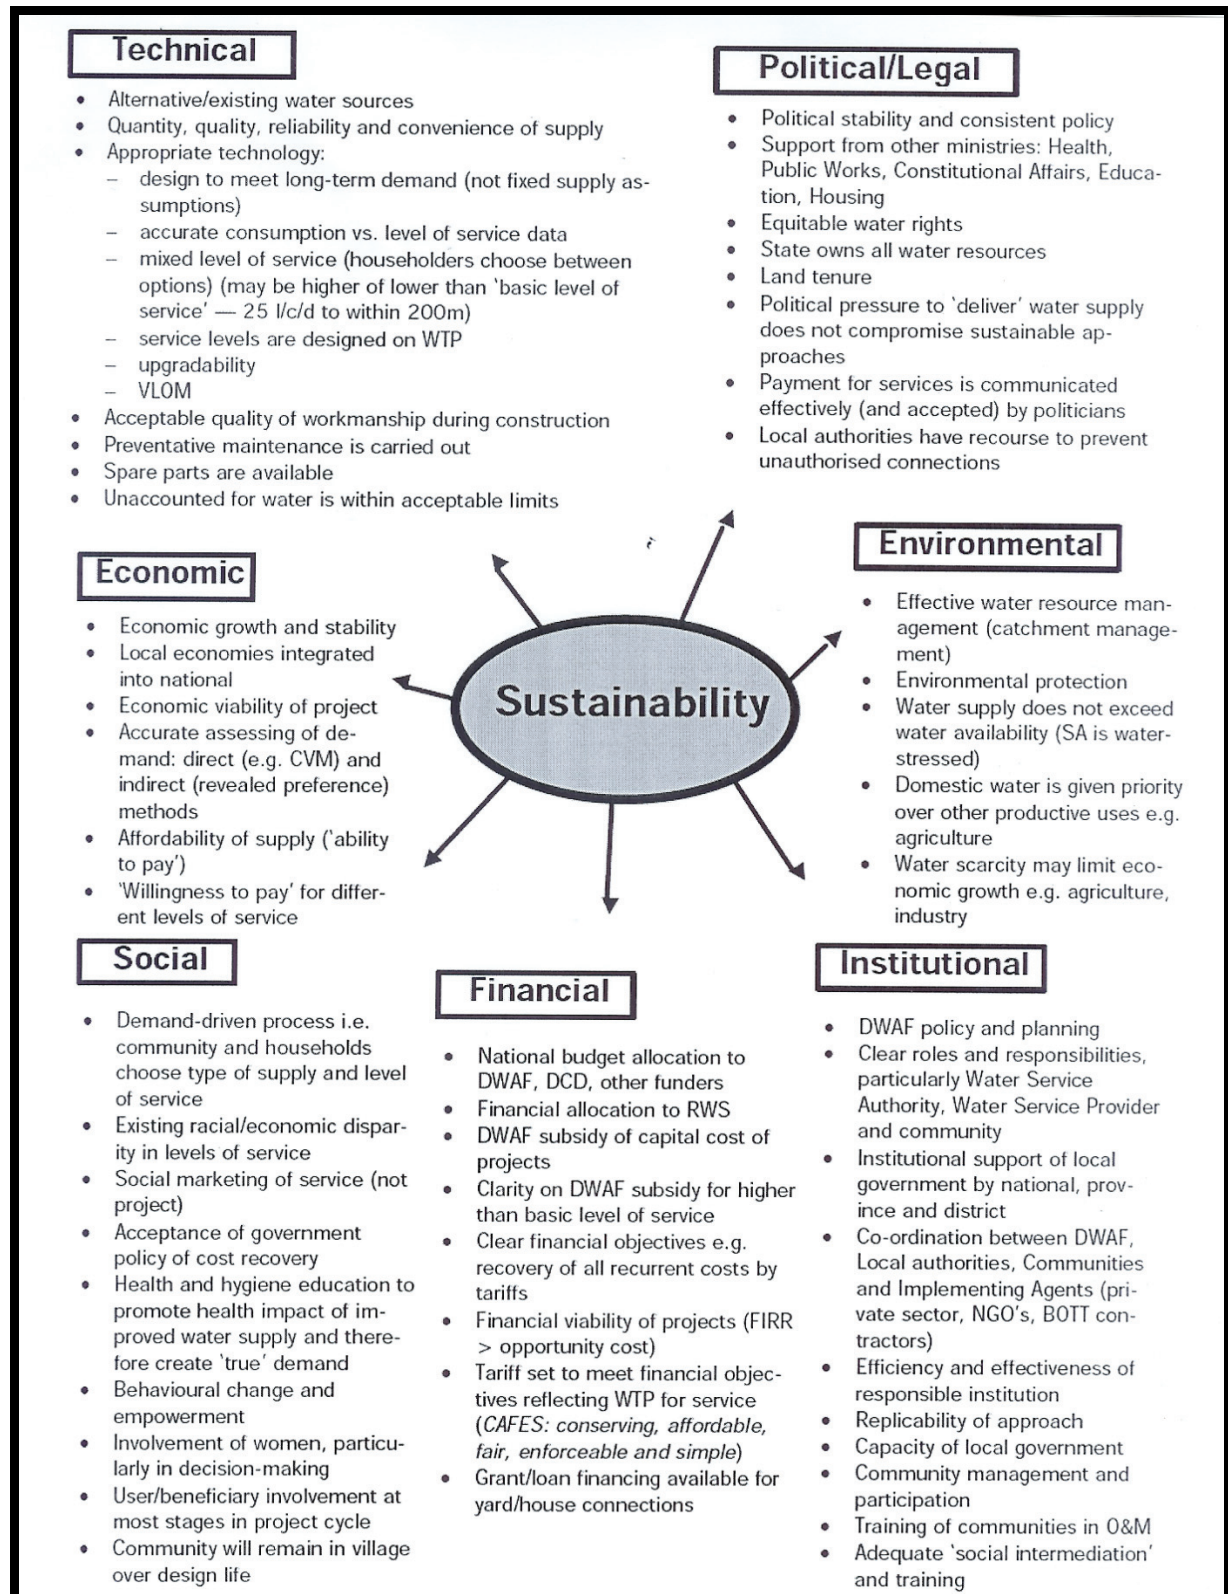 Technical
• Alternative/existing water sources
• Quantity, quality, reliability and convenience of supply
• Appropriate technology:
– design to meet long-term demand (not fixed supply as-
sumptions)
– accurate consumption vs. level of service data
– mixed level of service (householders choose between
options) (may be higher of lower than ‘basic level of
service’ — 25 l/c/d to within 200m)
– service levels are designed on WTP
– upgradability
– VLOM
• Acceptable quality of workmanship during construction
• Preventative maintenance is carried out
• Spare parts are available
• Unaccounted for water is within acceptable limits
Political/Legal
• Political stability and consistent policy
• Support from other ministries: Health,
Public Works, Constitutional Affairs, Educa-
tion, Housing
• Equitable water rights
• State owns all water resources
• Land tenure
• Political pressure to ‘deliver’ water supply
does not compromise sustainable ap-
proaches
• Payment for services is communicated
effectively (and accepted) by politicians
• Local authorities have recourse to prevent
unauthorised connections
Economic
• Economic growth and stability
• Local economies integrated
into national
• Economic viability of project
• Accurate assessing of de-
mand: direct (e.g. CVM) and
indirect (revealed preference)
methods
• Affordability of supply (‘ability
to pay’)
• ‘Willingness to pay’ for differ-
ent levels of service
Sustainability
Environmental
• Effective water resource man-
agement (catchment manage-
ment)
• Environmental protection
• Water supply does not exceed
water availability (SA is water-
stressed)
• Domestic water is given priority
over other productive uses e.g.
agriculture
• Water scarcity may limit eco-
nomic growth e.g. agriculture,
industry
Social
• Demand-driven process i.e.
community and households
choose type of supply and level
of service
• Existing racial/economic dispar-
ity in levels of service
• Social marketing of service (not
project)
• Acceptance of government
policy of cost recovery
• Health and hygiene education to
promote health impact of im-
proved water supply and there-
fore create ‘true’ demand
• Behavioural change and
empowerment
• Involvement of women, particu-
larly in decision-making
• User/beneficiary involvement at
most stages in project cycle
• Community will remain in village
over design life
Financial
• National budget allocation to
DWAF, DCD, other funders
• Financial allocation to RWS
• DWAF subsidy of capital cost of
projects
• Clarity on DWAF subsidy for higher
than basic level of service
• Clear financial objectives e.g.
recovery of all recurrent costs by
tariffs
• Financial viability of projects (FIRR
> opportunity cost)
• Tariff set to meet financial objec-
tives reflecting WTP for service
(CAFES: conserving, affordable,
fair, enforceable and simple)
• Grant/loan financing available for
yard/house connections
Institutional
• DWAF policy and planning
• Clear roles and responsibilities,
particularly Water Service
Authority, Water Service Provider
and community
• Institutional support of local
government by national, prov-
ince and district
• Co-ordination between DWAF,
Local authorities, Communities
and Implementing Agents (pri-
vate sector, NGO's, BOTT con-
tractors)
• Efficiency and effectiveness of
responsible institution
• Replicability of approach
• Capacity of local government
• Community management and
participation
• Training of communities in O&M
• Adequate ‘social intermediation’
and training